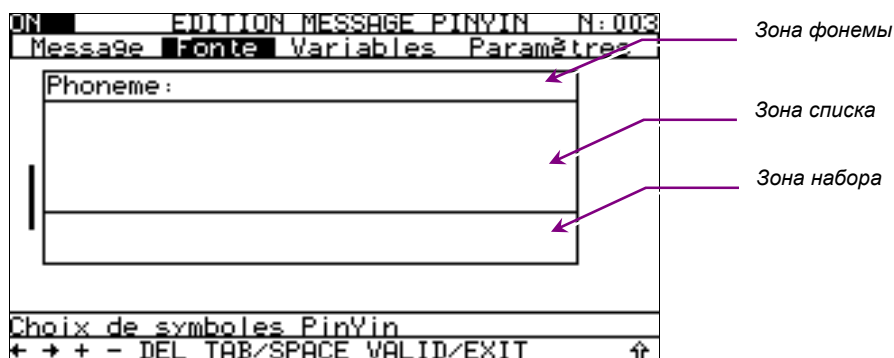 ON EDITION MESSAGE PINYIN N:003
Message Fonte Variables Paramètres
Phoneme:
Choix de symboles PinYin
← → + - DEL TAB/SPACE VALID/EXIT ⇧
Зона фонемы
Зона списка
Зона набора